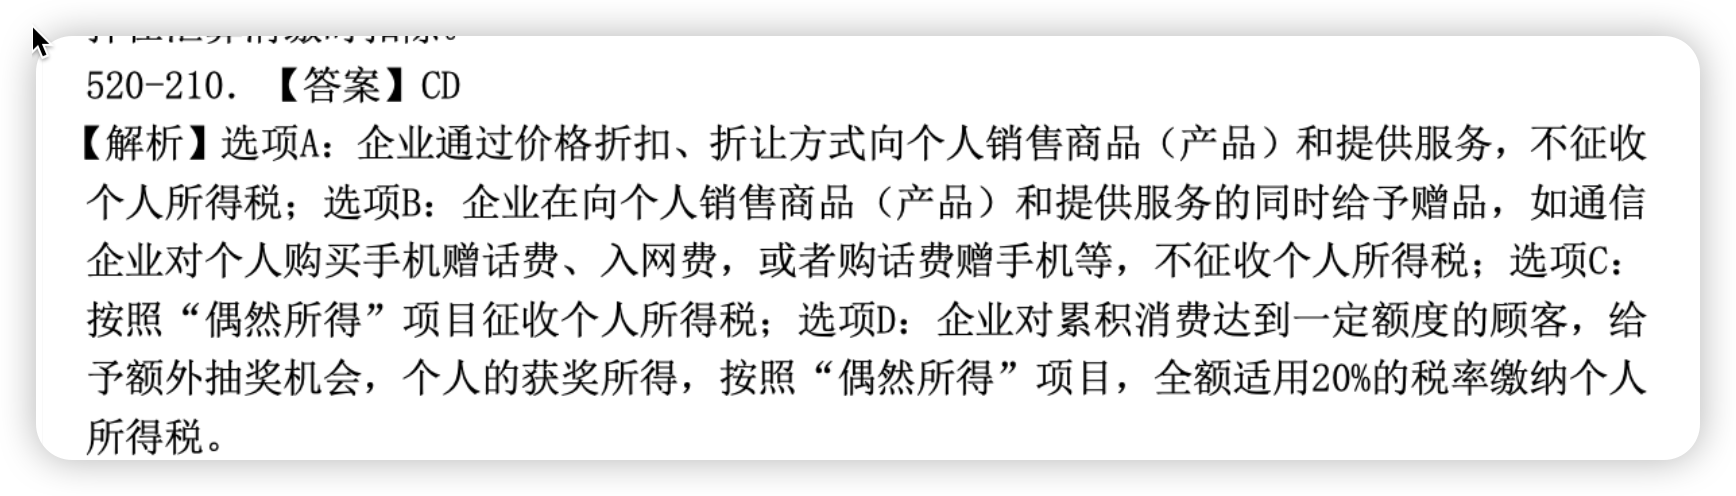 520-210. 【答案】CD
【解析】选项A：企业通过价格折扣、折让方式向个人销售商品（产品）和提供服务，不征收
个人所得税；选项B：企业在向个人销售商品（产品）和提供服务的同时给予赠品，如通信
企业对个人购买手机赠话费、入网费，或者购话费赠手机等，不征收个人所得税；选项C：
按照“偶然所得”项目征收个人所得税；选项D：企业对累积消费达到一定额度的顾客，给
予额外抽奖机会，个人的获奖所得，按照“偶然所得”项目，全额适用20%的税率缴纳个人
所得税。